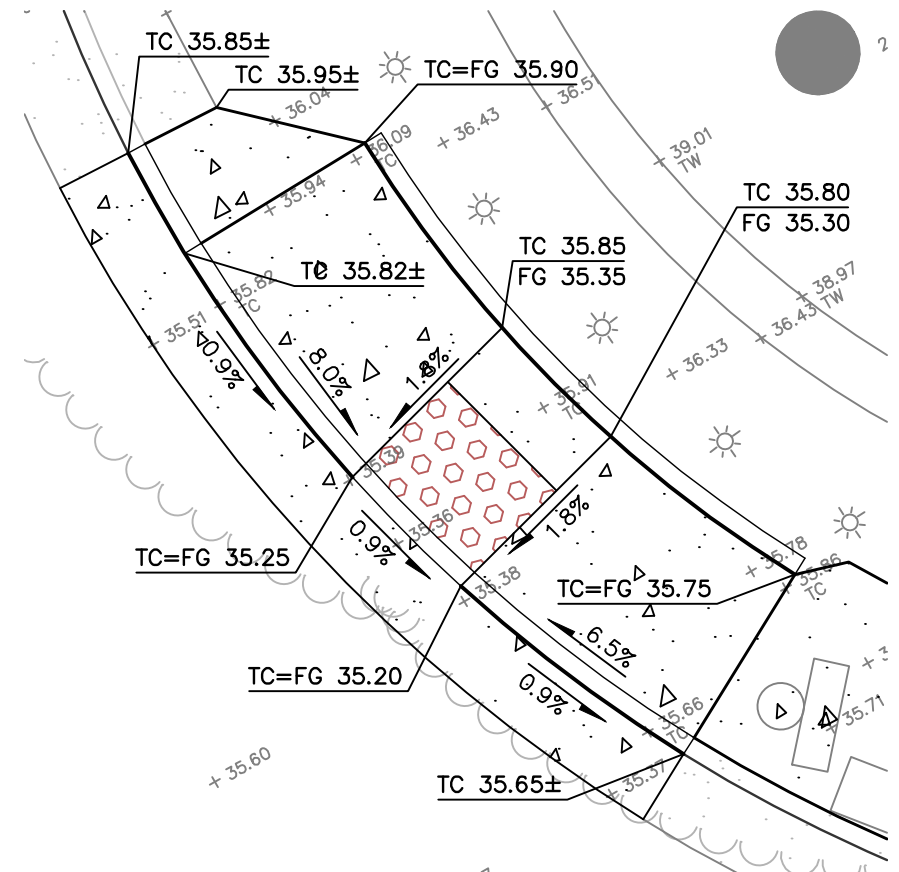 TC 35.85±
TC 35.95±
TC=FG 35.90
2
+ 36.04
+ 36.51
+ 36.43
+ 36.09
TC
+ 39.01
TW
+ 35.94
TC 35.80
FG 35.30
TC 35.85
FG 35.35
TC 35.82±
+ 35.82
TC
+ 38.97
TW
+ 36.43
+ 35.51
+ 36.33
0.9%
8.0%
1.8%
+ 35.91
TC
+ 35.39
+ 35.36
0.9%
1.8%
TC=FG 35.25
+ 35.38
+ 35.78
+ 35.86
TC
TC=FG 35.75
6.5%
TC=FG 35.20
0.9%
+ 35.66
TC
+ 35.71
+ 35.60
TC 35.65±
+ 35.37